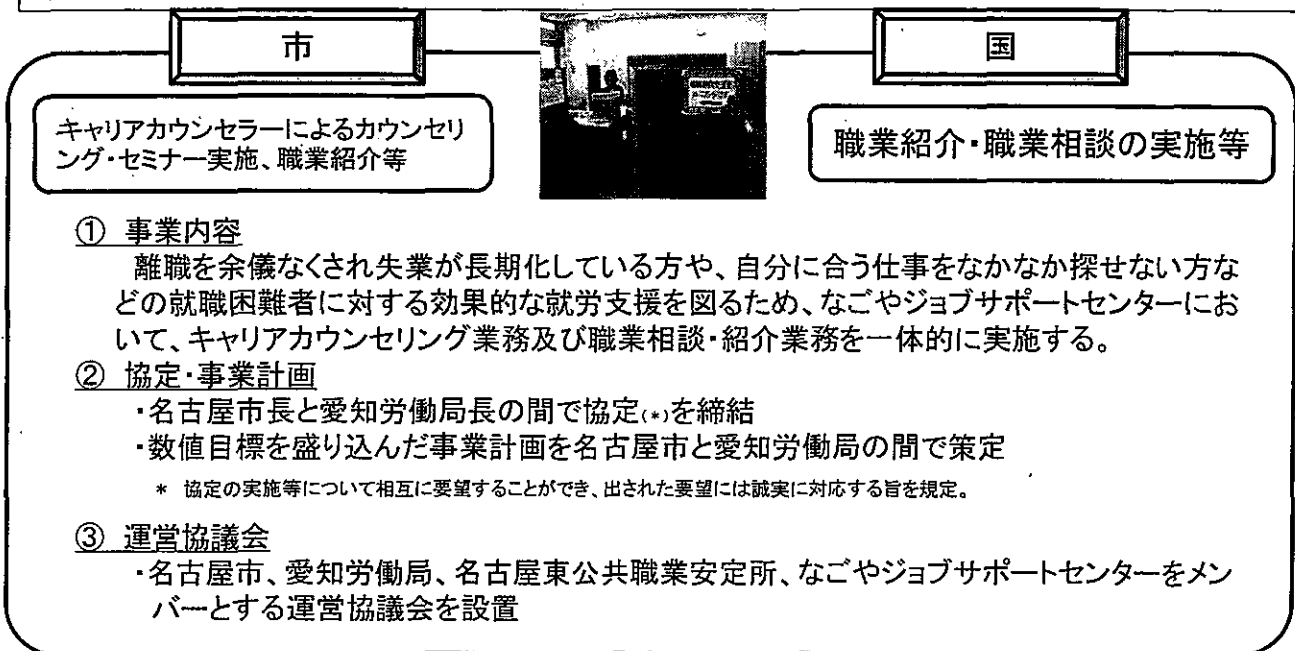 市
国
キャリアカウンセラーによるカウンセリ
ング・セミナー実施、職業紹介等
職業紹介・職業相談の実施等
① 事業内容
離職を余儀なくされ失業が長期化している方や、自分に合う仕事をなかなか探せない方な
どの就職困難者に対する効果的な就労支援を図るため、なごやジョブサポートセンターにお
いて、キャリアカウンセリング業務及び職業相談・紹介業務を一体的に実施する。
② 協定・事業計画
・名古屋市長と愛知労働局長の間で協定(*)を締結
・数値目標を盛り込んだ事業計画を名古屋市と愛知労働局の間で策定
* 協定の実施等について相互に要望することができ、出された要望には誠実に対応する旨を規定。
③ 運営協議会
・名古屋市、愛知労働局、名古屋東公共職業安定所、なごやジョブサポートセンターをメン
バーとする運営協議会を設置